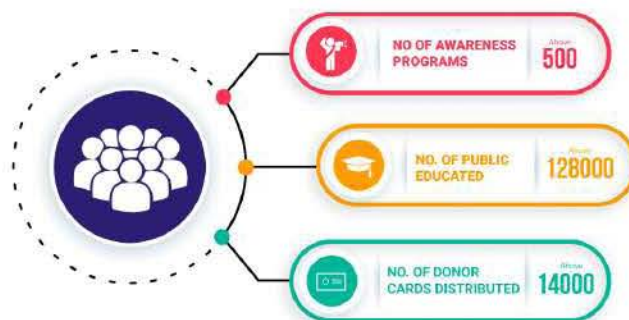 NO OF AWARENESS
PROGRAMS
Above
500
NO. OF PUBLIC
EDUCATED
Above
128000
NO. OF DONOR
CARDS DISTRIBUTED
Above
14000